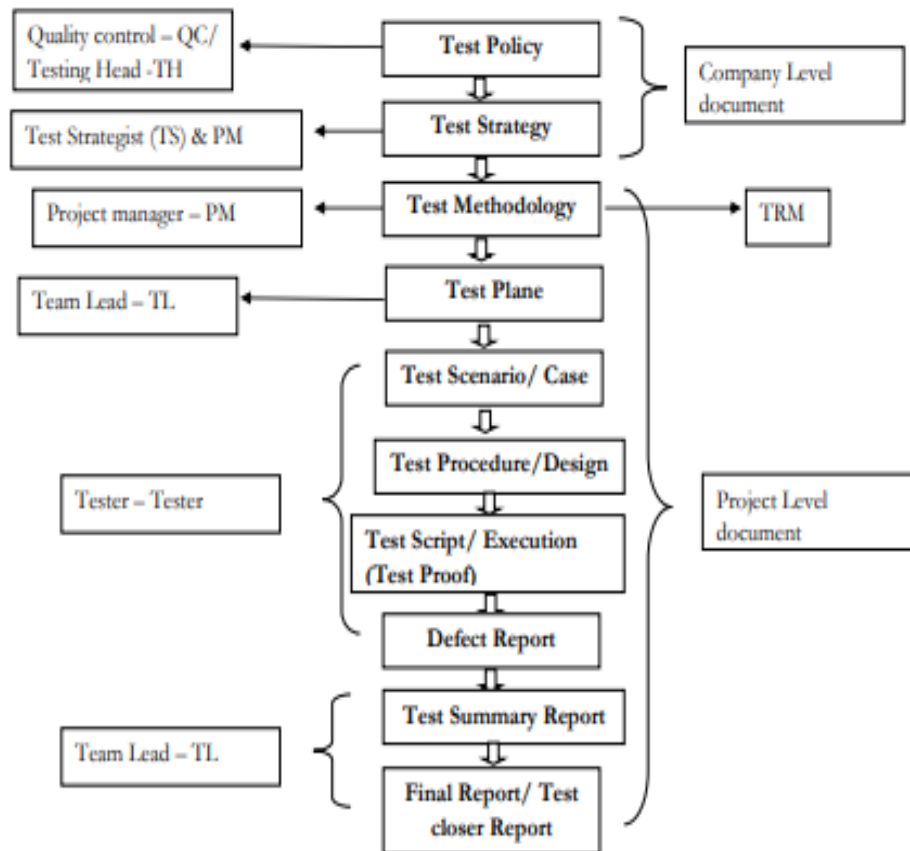 Quality control – QC/
Testing Head -TH
Test Policy
Company Level
document
Test Strategist (TS) & PM
Test Strategy
Project manager – PM
Test Methodology
TRM
Team Lead – TL
Test Plane
Test Scenario/ Case
Test Procedure/Design
Tester – Tester
Project Level
document
Test Script/ Execution
(Test Proof)
Defect Report
Test Summary Report
Team Lead – TL
Final Report/ Test
closer Report